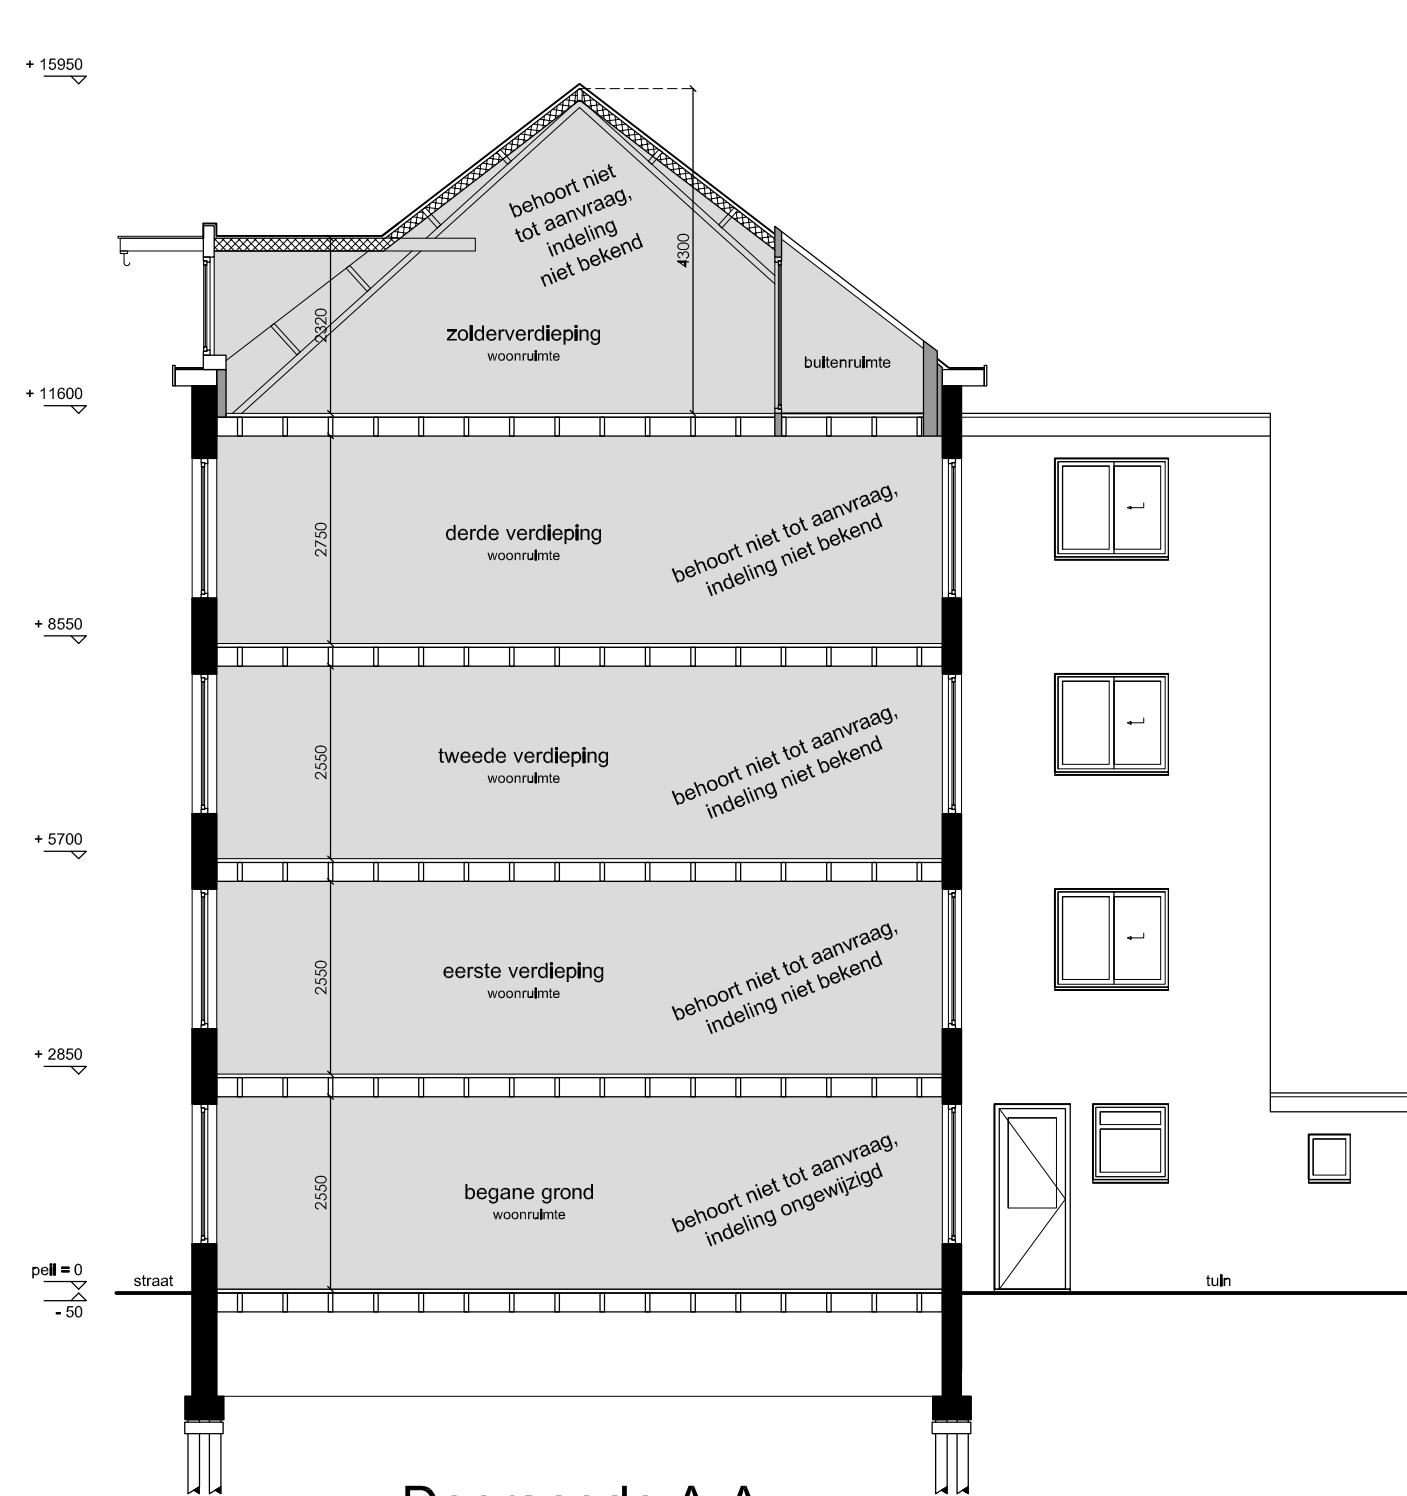 + 15950
behoort niet
tot aanvraag,
indeling
niet bekend
4300
2320
zolderverdieping
woonruimte
buitenruimte
+ 11600
2750
derde verdieping
woonruimte
behoort niet tot aanvraag,
indeling niet bekend
+ 8550
2550
tweede verdieping
woonruimte
behoort niet tot aanvraag,
indeling niet bekend
+ 5700
2550
eerste verdieping
woonruimte
behoort niet tot aanvraag,
indeling niet bekend
+ 2850
2550
begane grond
woonruimte
behoort niet tot aanvraag,
indeling ongewijzigd
peil = 0
straat
tuin
- 50